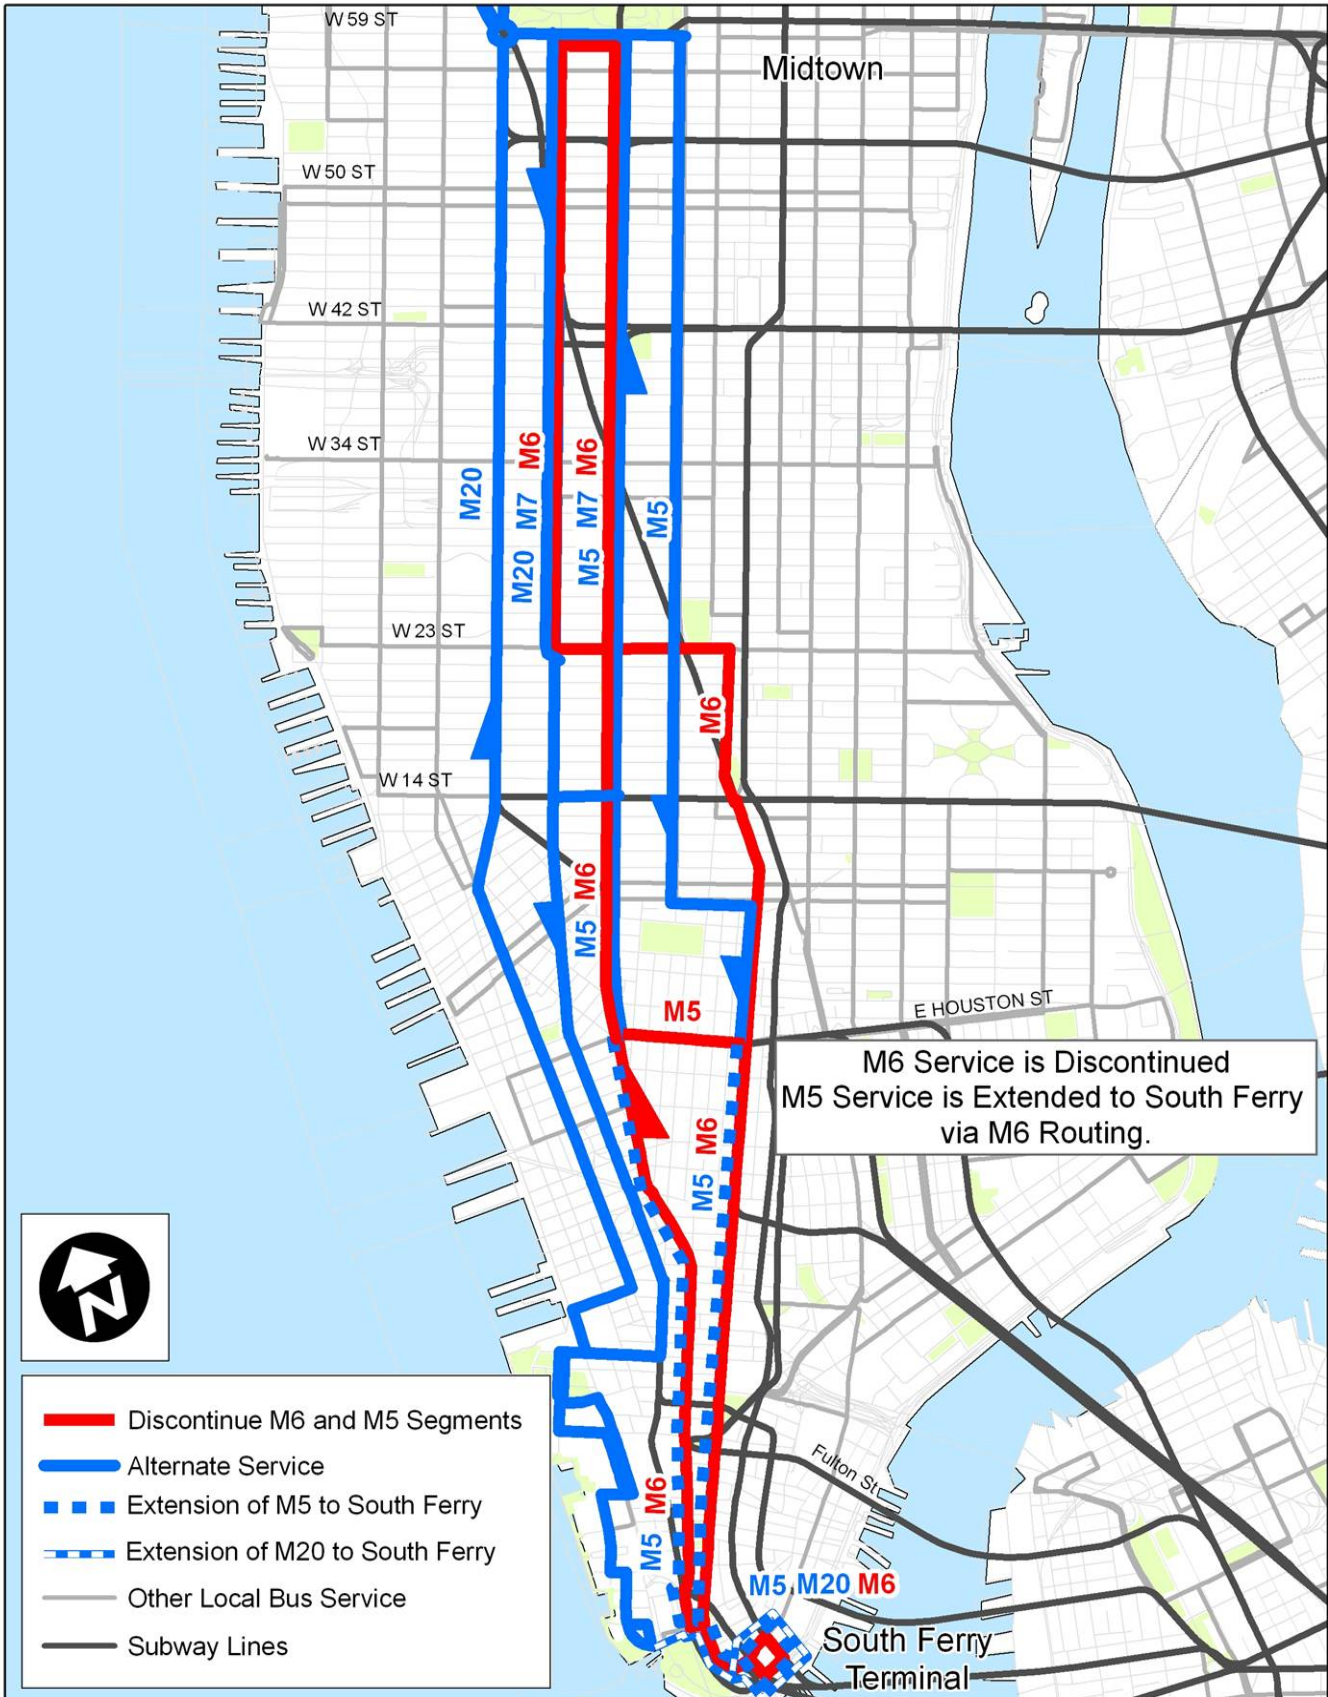 W 59 ST
Midtown
W 50 ST
W 42 ST
W 34 ST
M6
M6
M20
M7
M7
M5
M20
M5
W 23 ST
M6
W 14 ST
M6
M5
M5
E HOUSTON ST
M6 Service is Discontinued
M5 Service is Extended to South Ferry
via M6 Routing.
M6
M5
N
Discontinue M6 and M5 Segments
Alternate Service
Extension of M5 to South Ferry
Extension of M20 to South Ferry
Other Local Bus Service
Subway Lines
Fulton St
M6
M5
M5 M20 M6
South Ferry
Terminal